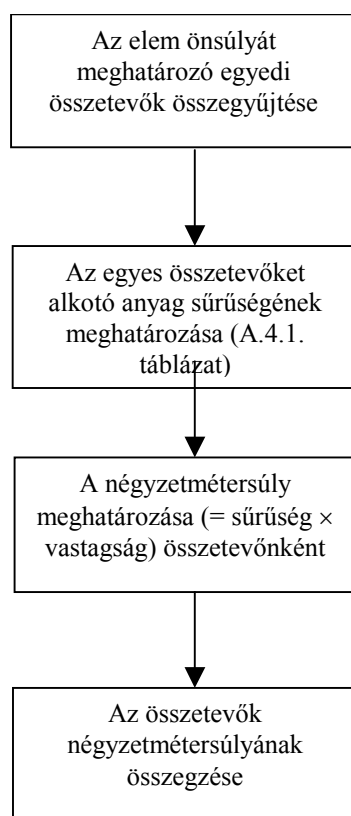 Az elem önsúlyát
meghatározó egyedi
összetevők összegyűjtése
Az egyes összetevőket
alkotó anyag sűrűségének
meghatározása (A.4.1.
táblázat)
A négyzetmétersúly
meghatározása (= sűrűség ×
vastagság) összetevőnként
Az összetevők
négyzetmétersúlyának
összegzése